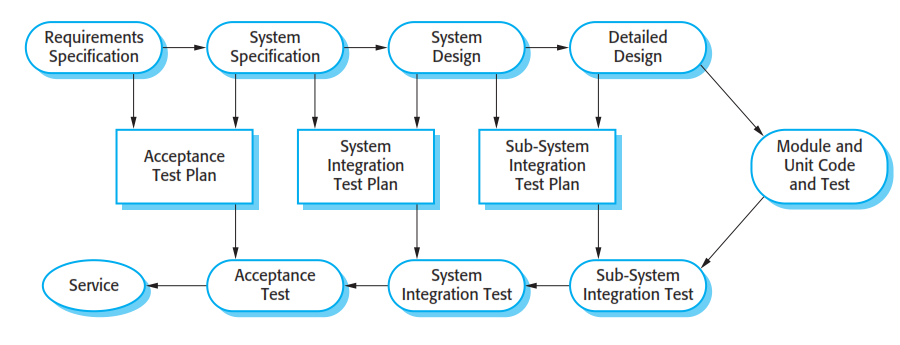 Requirements
Specification
System
Specification
System
Design
Detailed
Design
Acceptance
Test Plan
System
Integration
Test Plan
Sub-System
Integration
Test Plan
Module and
Unit Code
and Test
Service
Acceptance
Test
System
Integration Test
Sub-System
Integration Test